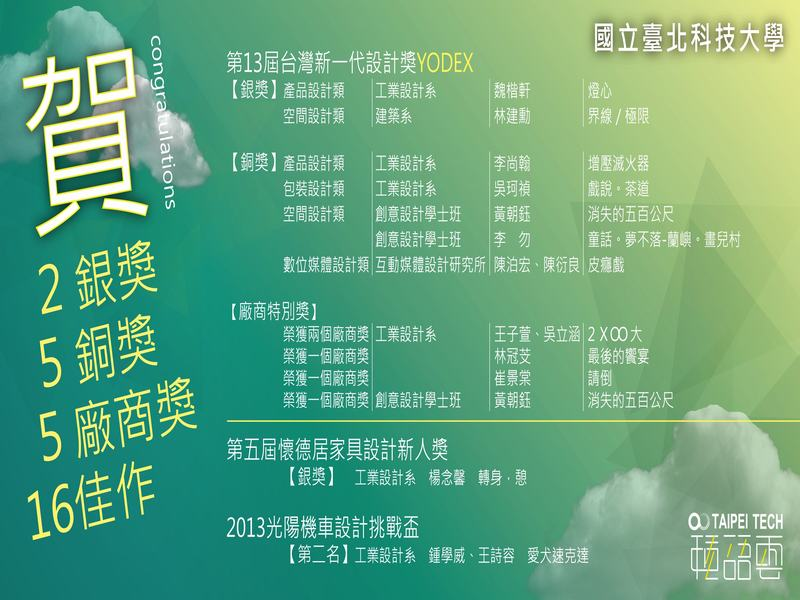 國立臺北科技大學
賀
congratulations
2 銀獎
5 銅獎
5 廠商獎
16佳作
第13屆台灣新一代設計獎YODEX
【銀獎】產品設計類 工業設計系 魏楷軒 燈心
空間設計類 建築系 林建勳 界線 / 極限
【銅獎】產品設計類 工業設計系 李尚翰 增壓滅火器
包裝設計類 工業設計系 吳珂禎 戲說。茶道
空間設計類 創意設計學士班 黃朝鈺 消失的五百公尺
創意設計學士班 李 勿 童話。夢不落-蘭嶼。畫兒村
數位媒體設計類 互動媒體設計研究所 陳泊宏、陳衍良 皮癮戲
【廠商特別獎】
榮獲兩個廠商獎 工業設計系 王子萱、吳立涵 2 X OO 大
榮獲一個廠商獎 林冠芠 最後的饗宴
榮獲一個廠商獎 崔景棠 請倒
榮獲一個廠商獎 創意設計學士班 黃朝鈺 消失的五百公尺
第五屆懷德居家具設計新人獎
【銀獎】 工業設計系 楊念馨 轉身．憩
2013光陽機車設計挑戰盃
【第二名】工業設計系 鍾學威、王詩容 愛犬速克達
TAIPEI TECH